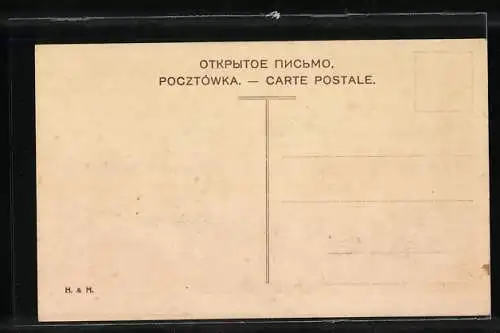 ОТКРЫТОЕ ПИСЬМО.
POCZTÓWKA. — CARTE POSTALE.
H. & M.